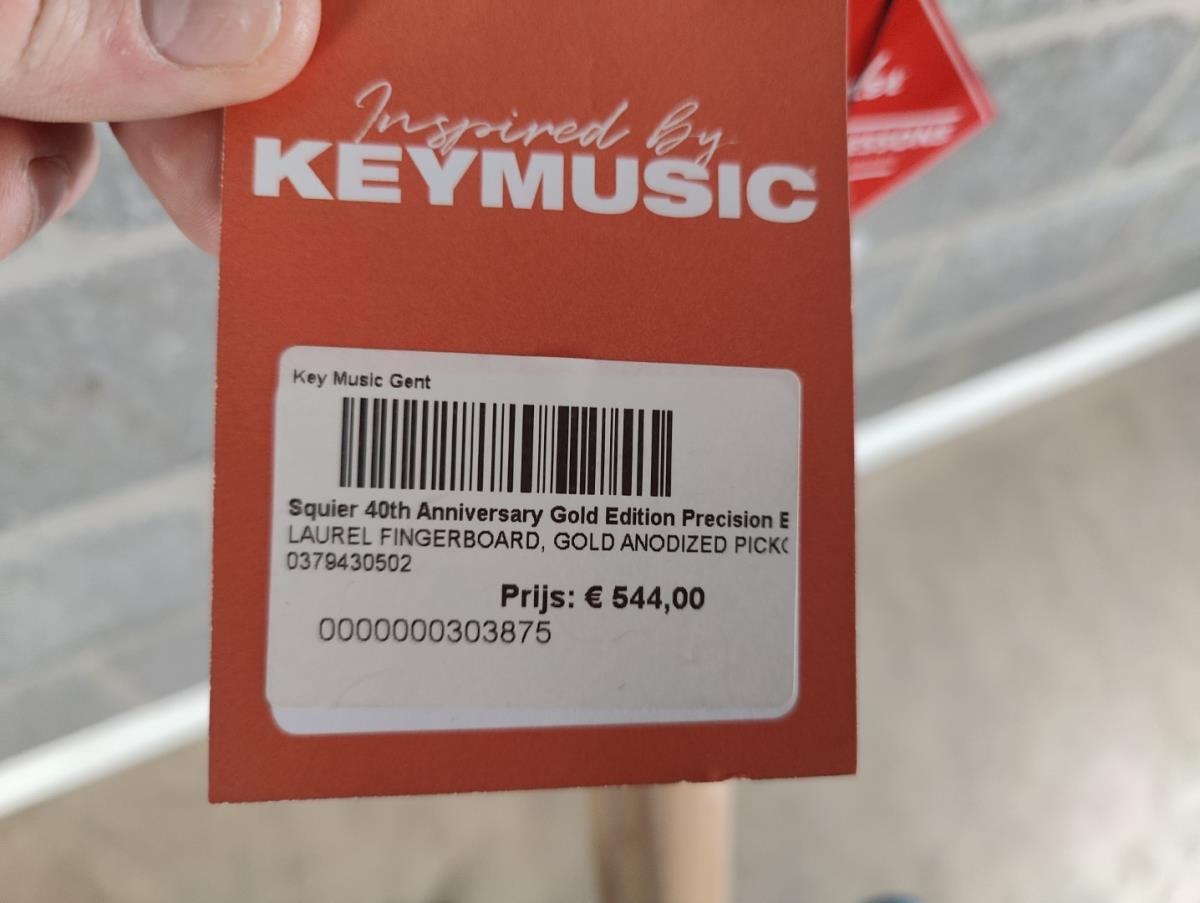 Inspired By
KEYMUSIC
Key Music Gent
Squier 40th Anniversary Gold Edition Precision B
LAUREL FINGERBOARD, GOLD ANODIZED PICKG
0379430502
Prijs: € 544,00
0000000303875